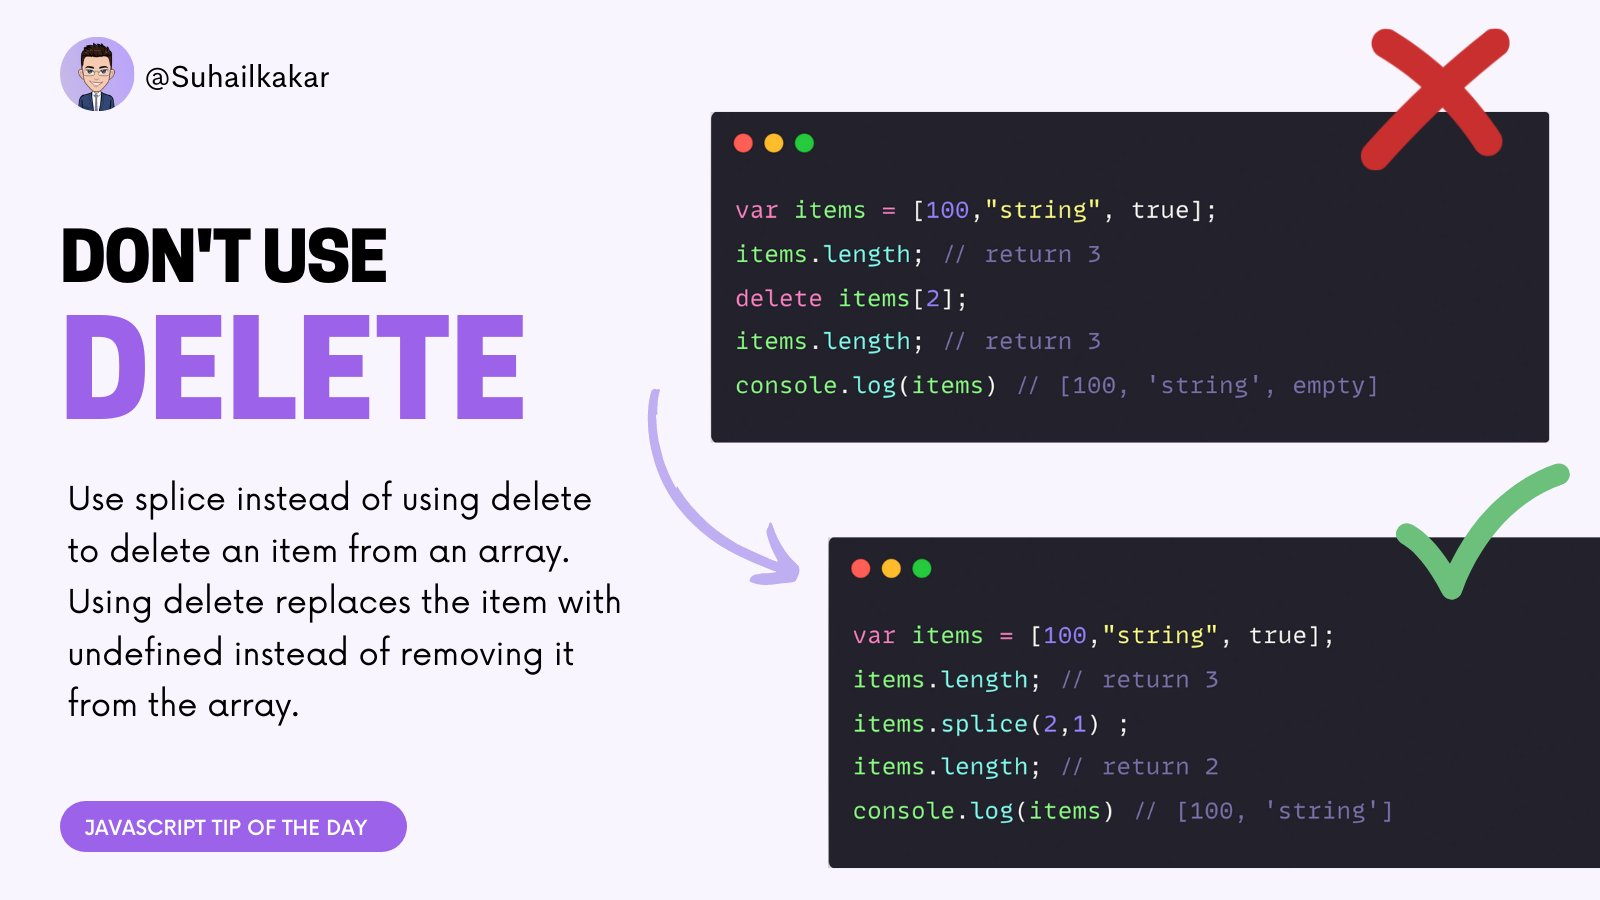 @Suhailkakar
DON'T USE
DELETE
Use splice instead of using delete
to delete an item from an array.
Using delete replaces the item with
undefined instead of removing it
from the array.
JAVASCRIPT TIP OF THE DAY
var items = [100,"string", true];
items.length; // return 3
delete items[2];
items.length; // return 3
console.log(items) // [100, 'string', empty]
var items = [100,"string", true];
items.length; // return 3
items.splice(2,1) ;
items.length; // return 2
console.log(items) // [100, 'string']